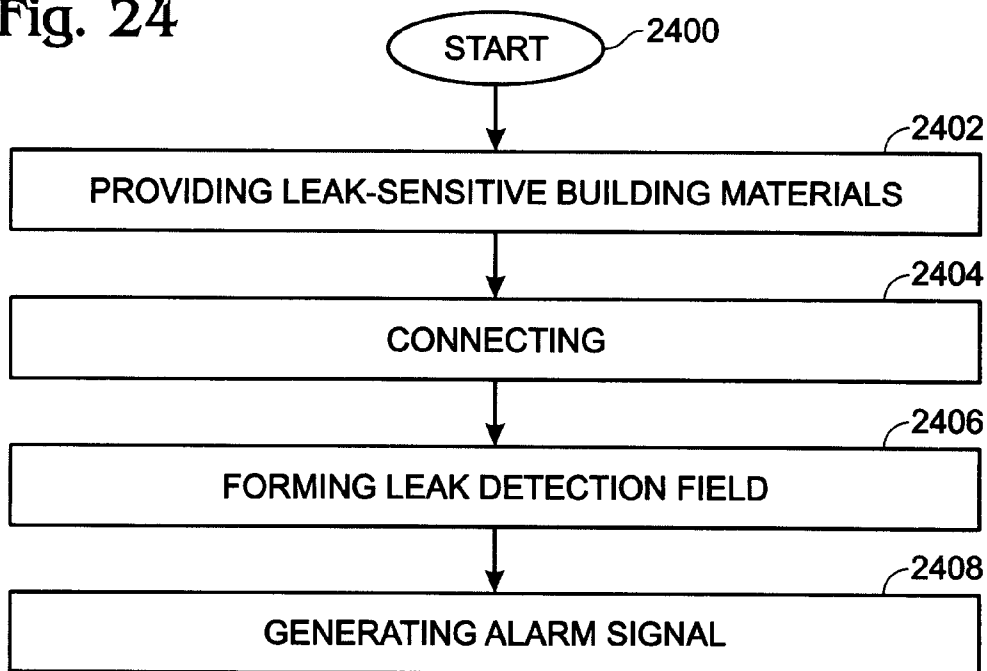 Fig. 24
START
2400
2402
PROVIDING LEAK-SENSITIVE BUILDING MATERIALS
2404
CONNECTING
2406
FORMING LEAK DETECTION FIELD
2408
GENERATING ALARM SIGNAL